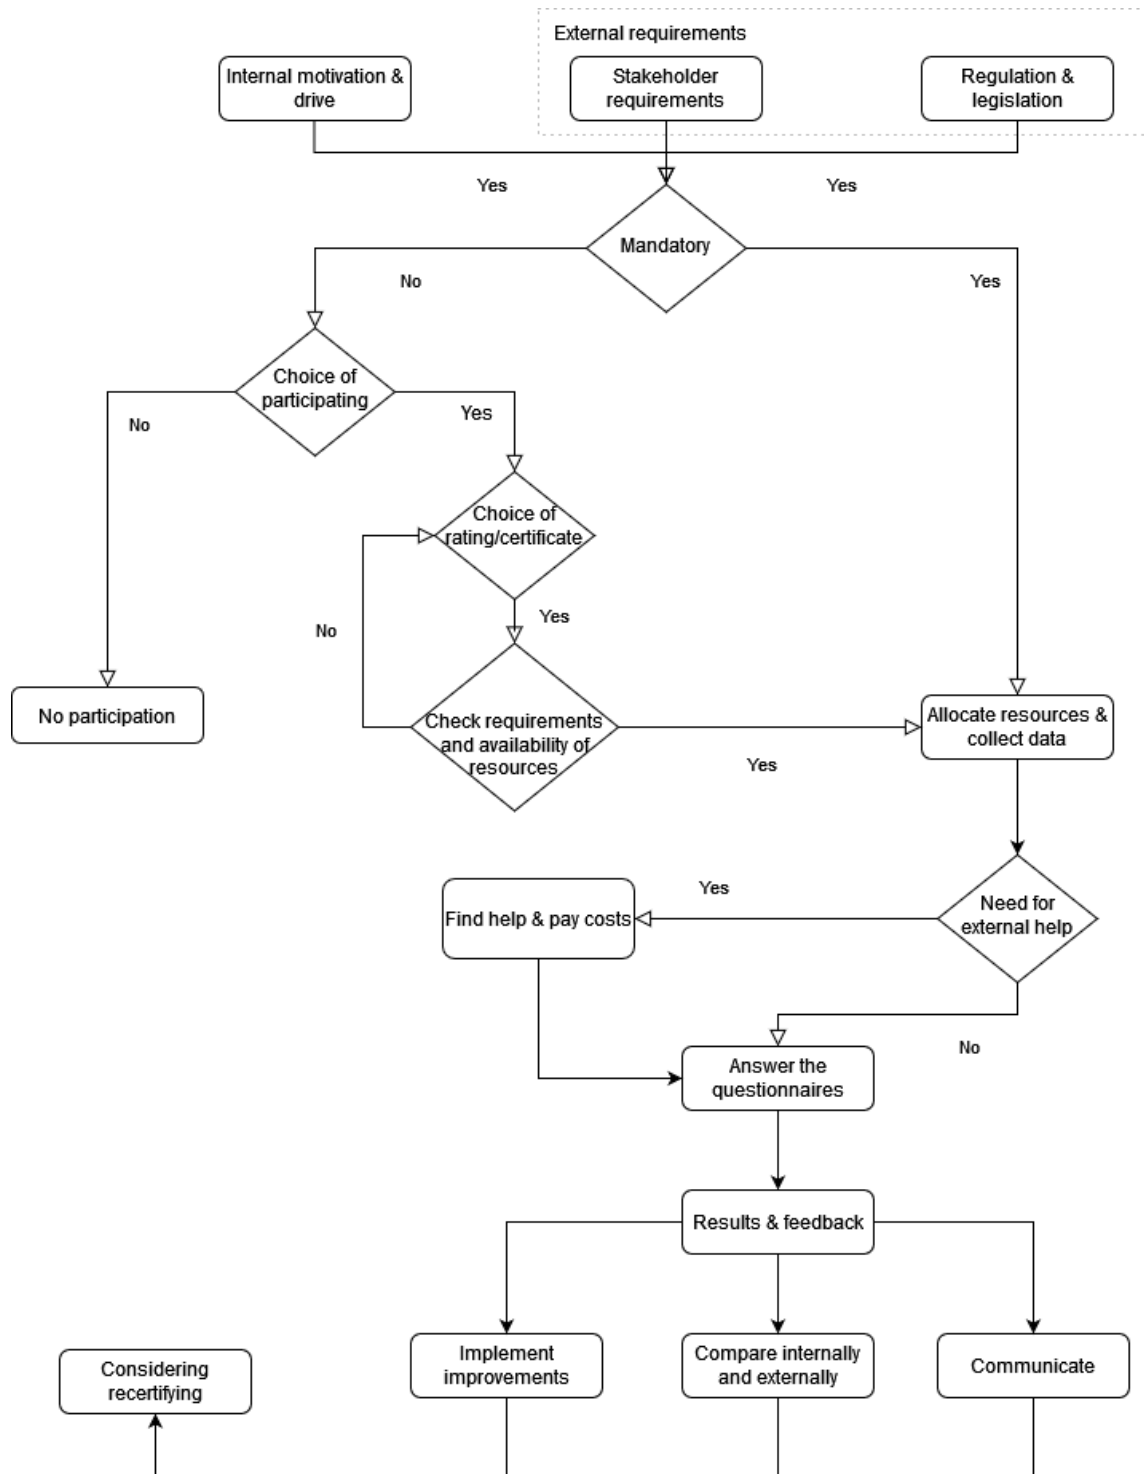 External requirements
Internal motivation &
drive
Stakeholder
requirements
Regulation &
legislation
Yes
Yes
Mandatory
No
Yes
Choice of
participating
No
Yes
Choice of
rating/certificate
Yes
No
No participation
Check requirements
and availability of
resources
Yes
Allocate resources &
collect data
Yes
Find help & pay costs
Need for
external help
No
Answer the
questionnaires
Results & feedback
Considering
recertifying
Implement
improvements
Compare internally
and externally
Communicate